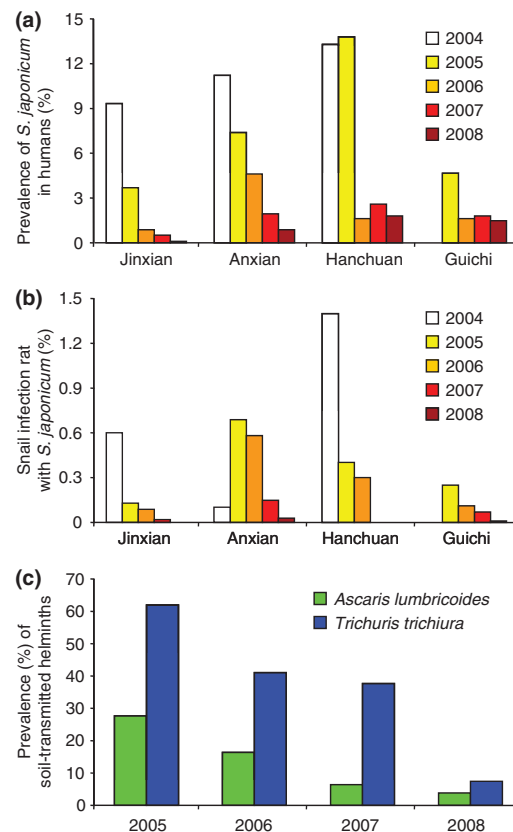 (a)
Prevalence of S. japonicum
in humans (%)
15
12
9
6
3
0
2004
2005
2006
2007
2008
Jinxian
Anxian
Hanchuan
Guichi
(b)
Snail infection rat
with S. japonicum (%)
1.5
1.2
0.9
0.6
0.3
0
2004
2005
2006
2007
2008
Jinxian
Anxian
Hanchuan
Guichi
(c)
Prevalence (%) of
soil-transmitted helminths
70
60
50
40
30
20
10
0
Ascaris lumbricoides
Trichuris trichiura
2005
2006
2007
2008